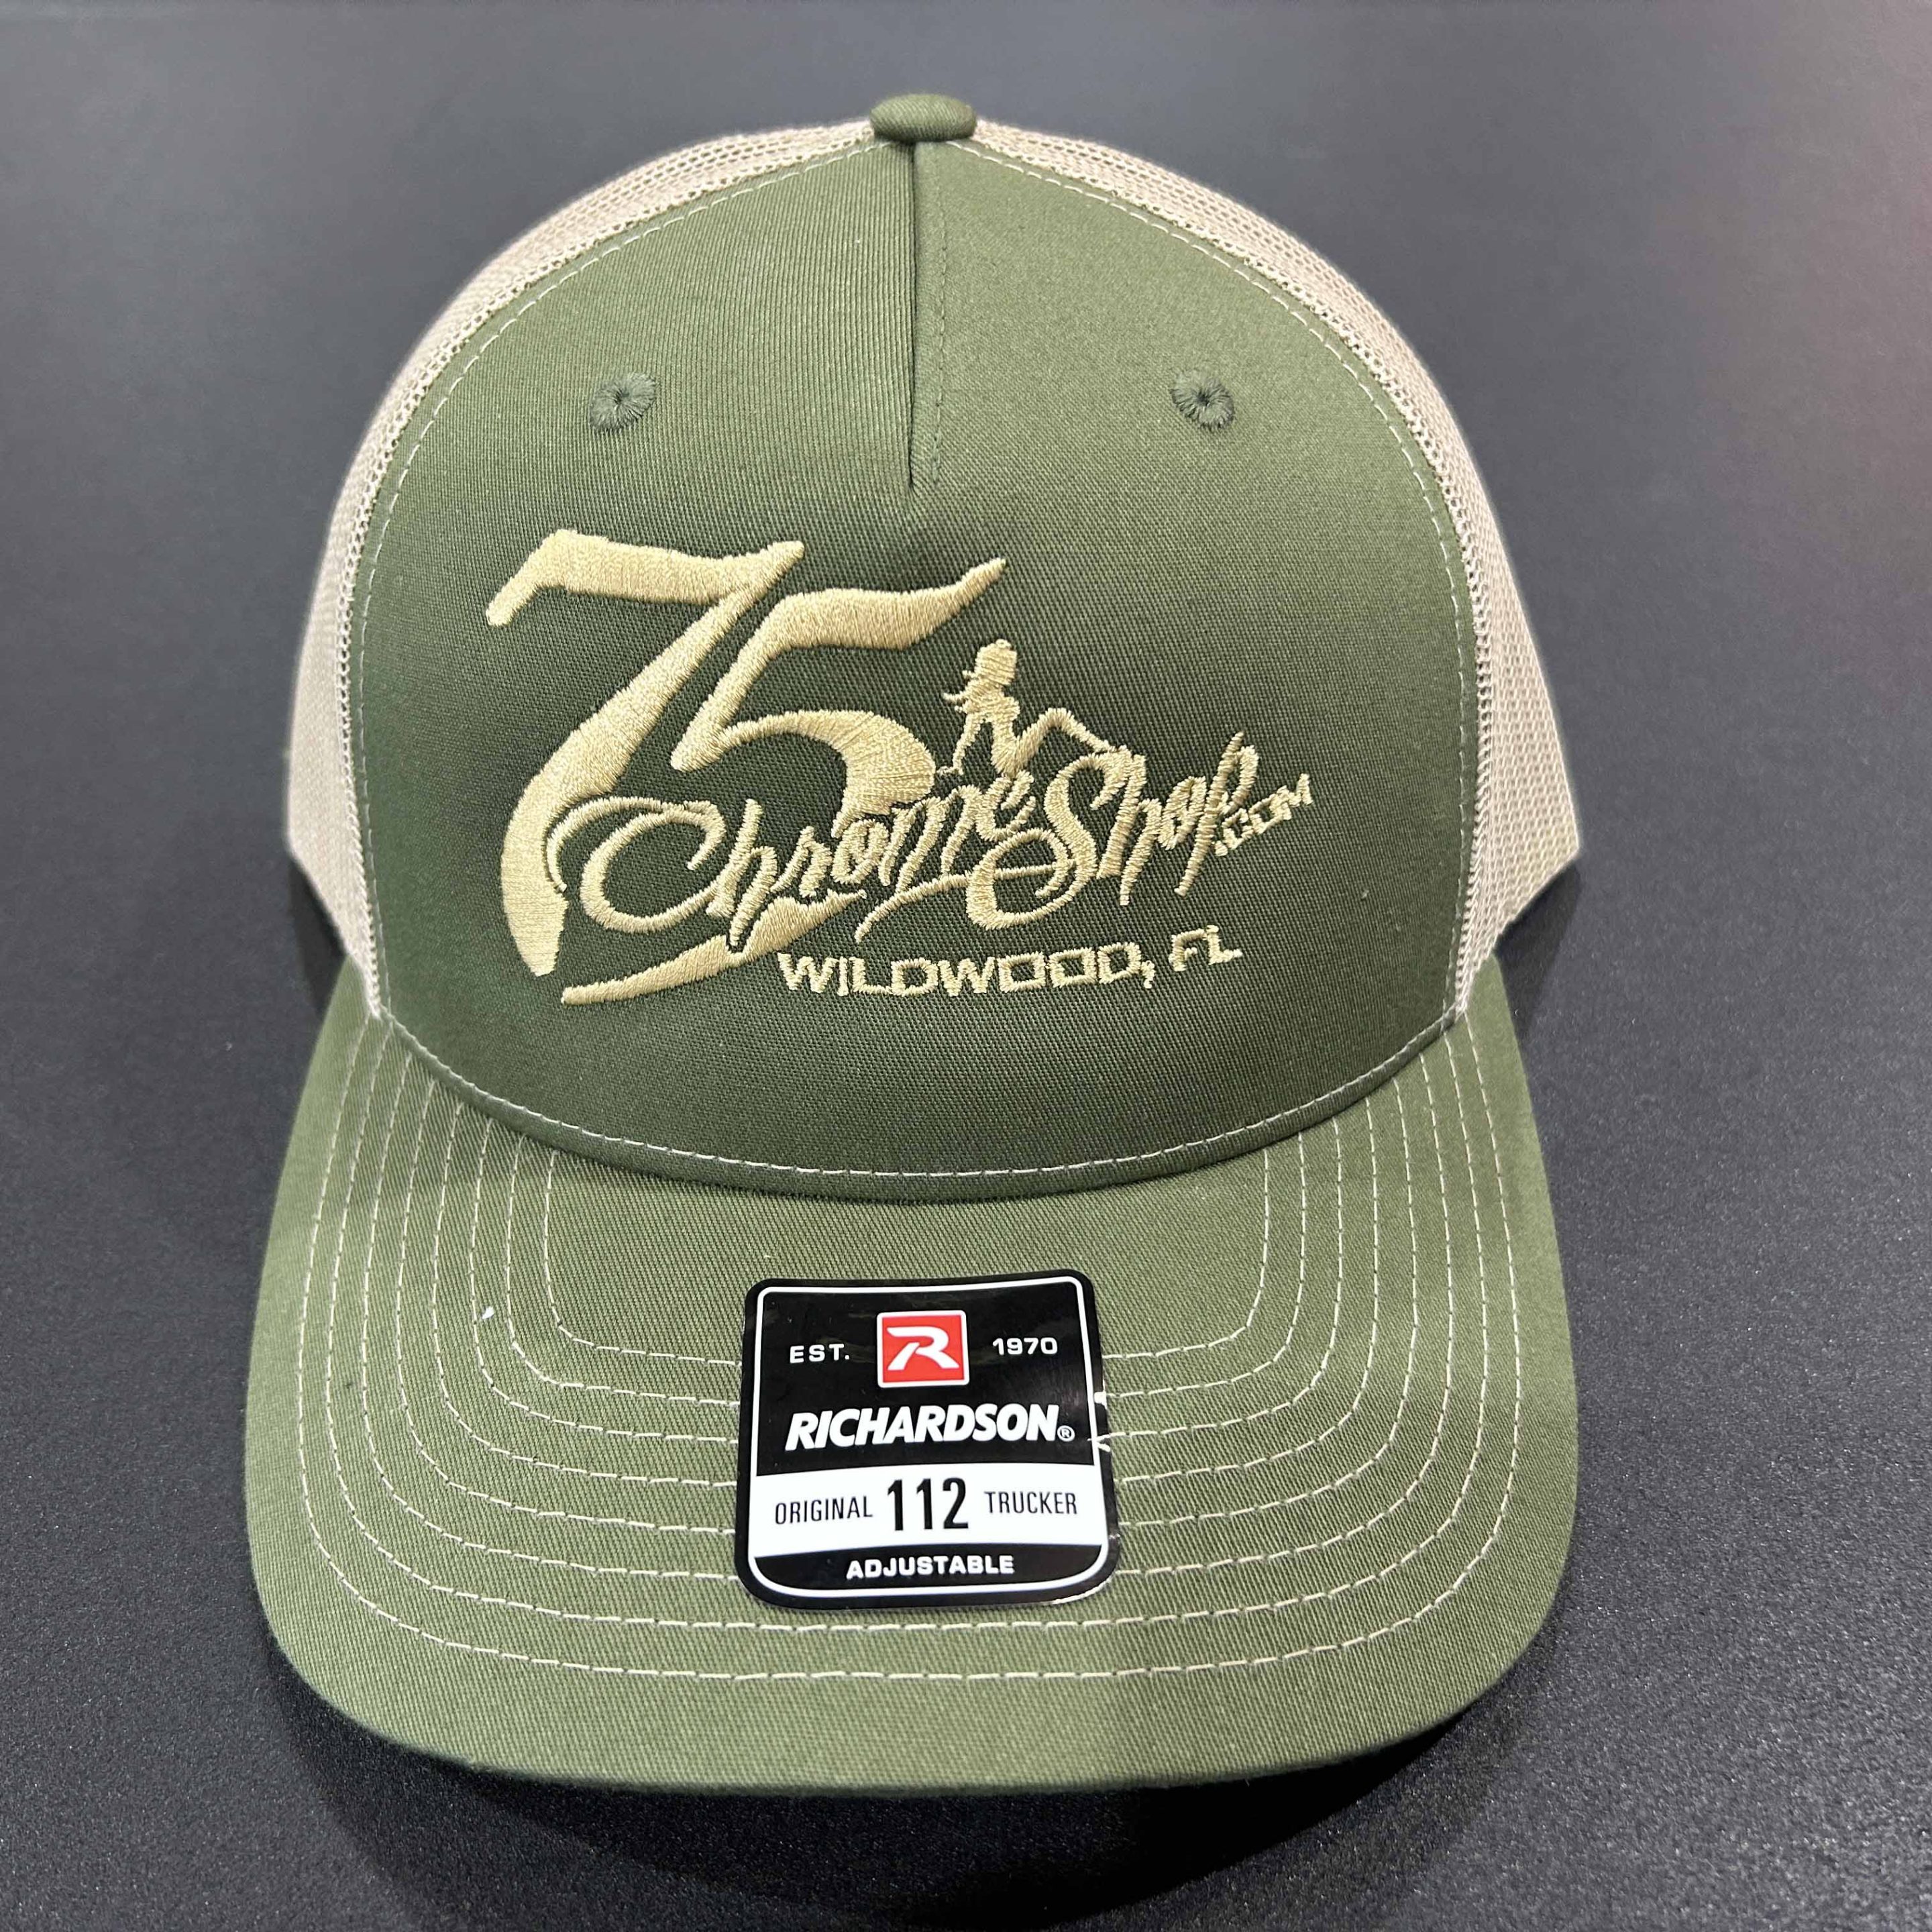 75
ChromeShop.COM
WILDWOOD, FL
EST. R 1970
RICHARDSON®
ORIGINAL 112 TRUCKER
ADJUSTABLE